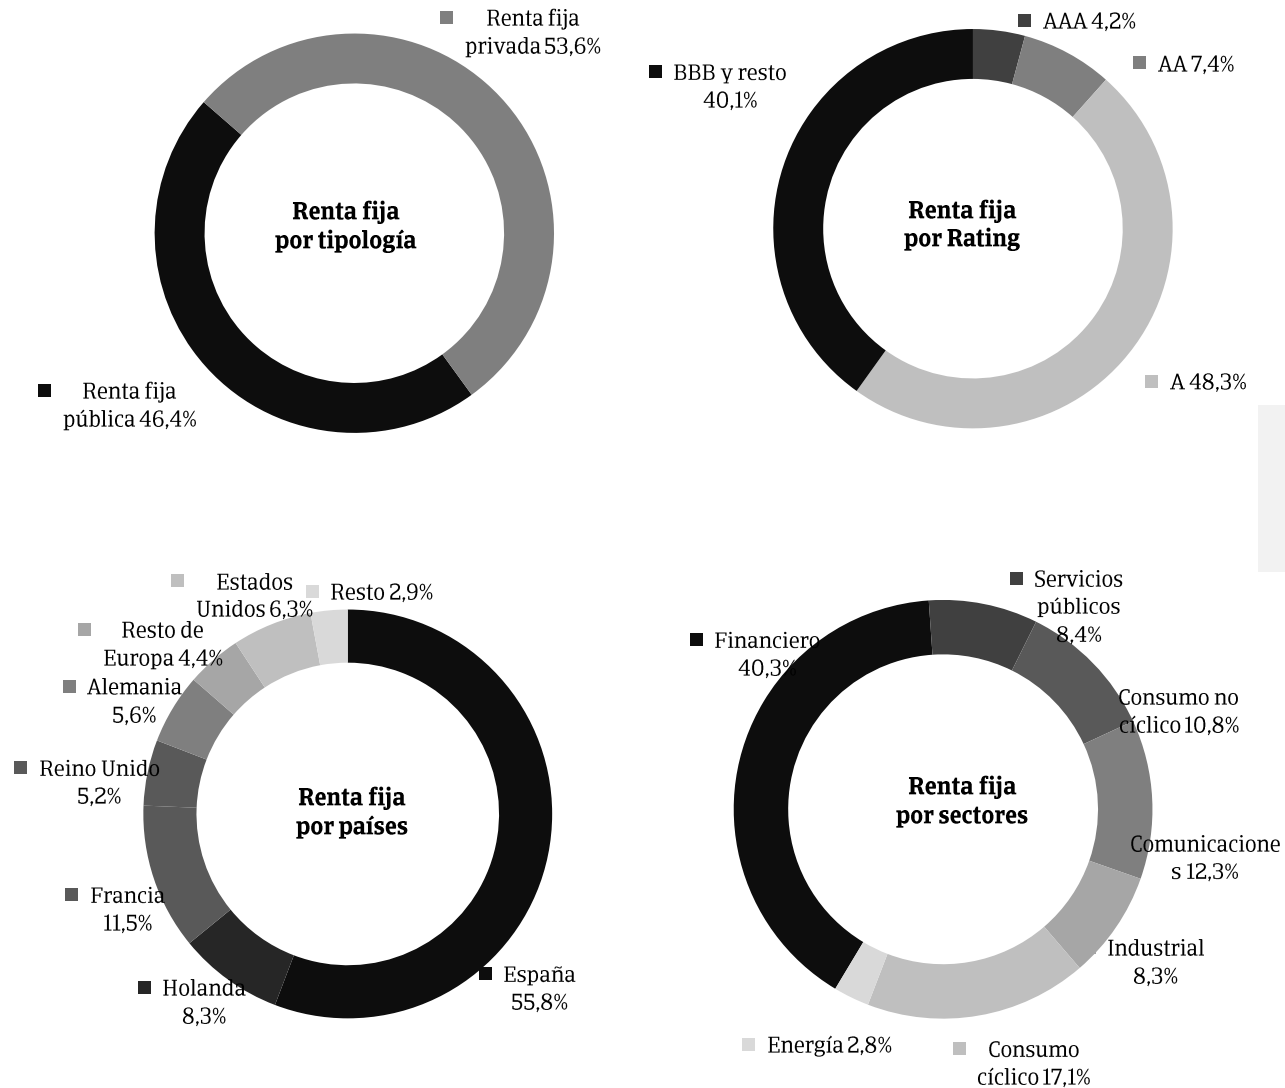 Renta fija
privada 53,6%
Renta fija
por tipología
Renta fija
pública 46,4%
AAA 4,2%
AA 7,4%
BBB y resto
40,1%
Renta fija
por Rating
A 48,3%
Estados
Unidos 6,3%
Resto 2,9%
Resto de
Europa 4,4%
Alemania
5,6%
Reino Unido
5,2%
Renta fija
por países
Francia
11,5%
Holanda
8,3%
España
55,8%
Servicios
públicos
8,4%
Financiero
40,3%
Consumo no
cíclico 10,8%
Renta fija
por sectores
Comunicacione
s 12,3%
Industrial
8,3%
Energía 2,8%
Consumo
cíclico 17,1%